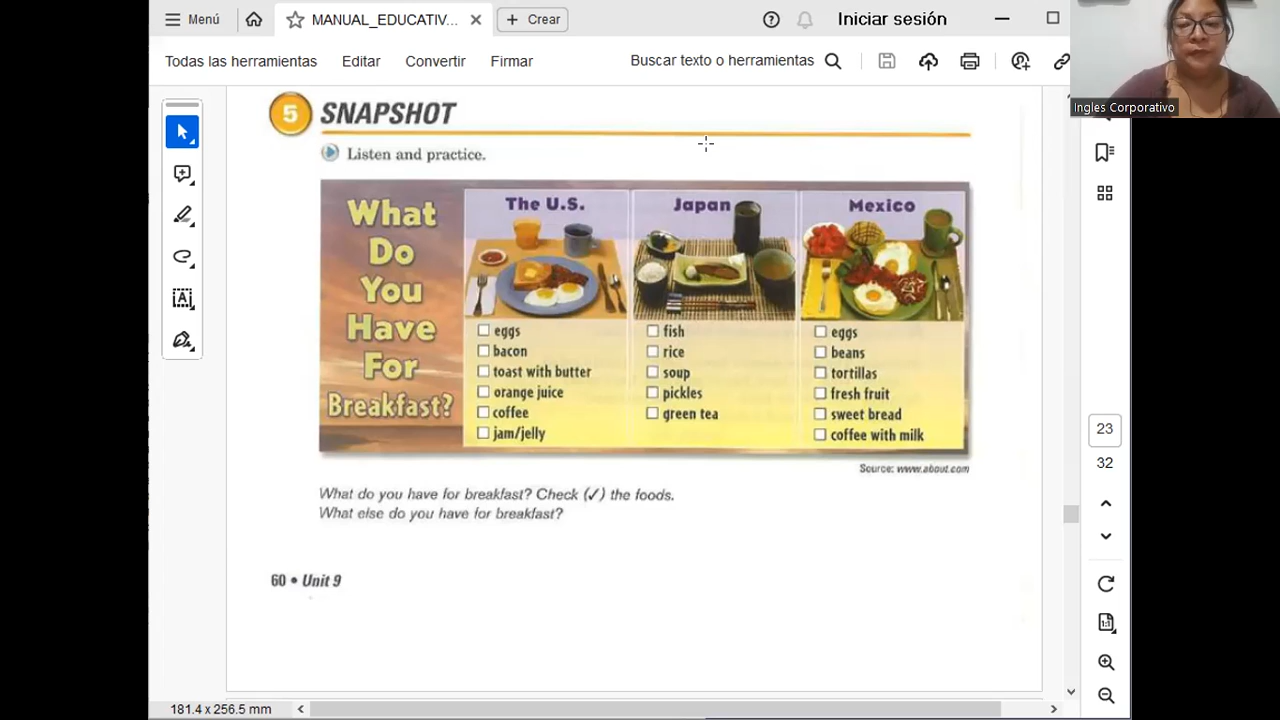 Menú
MANUAL_EDUCATIV...
Crear
Iniciar sesión
Todas las herramientas
Editar
Convertir
Firmar
Buscar texto o herramientas
Ingles Corporativo
5 SNAPSHOT
Listen and practice.
What
Do
You
Have
For
Breakfast?
The U.S.
eggs
bacon
toast with butter
orange juice
coffee
jam/jelly
Japan
fish
rice
soup
pickles
green tea
Mexico
eggs
beans
tortillas
fresh fruit
sweet bread
coffee with milk
Source: www.about.com
What do you have for breakfast? Check (✓) the foods.
What else do you have for breakfast?
60 • Unit 9
23
32
1:1
181.4 x 256.5 mm